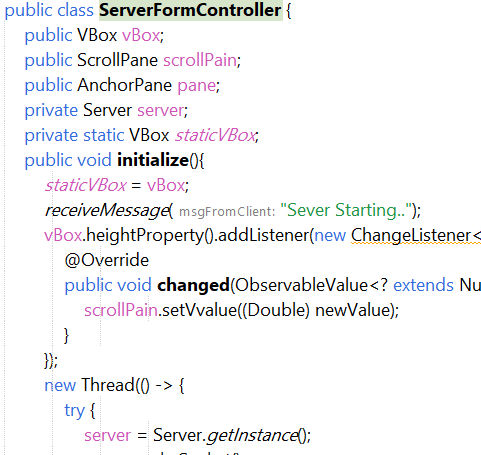 public class ServerFormController {
public VBox vBox;
public ScrollPane scrollPain;
public AnchorPane pane;
private Server server;
private static VBox staticVBox;
public void initialize(){
staticVBox = vBox;
receiveMessage( msgFromClient: "Sever Starting..");
vBox.heightProperty().addListener(new ChangeListener<
@Override
public void changed(ObservableValue<? extends Nu
scrollPain.setVvalue((Double) newValue);
}
});
new Thread(() -> {
try {
server = Server.getInstance();